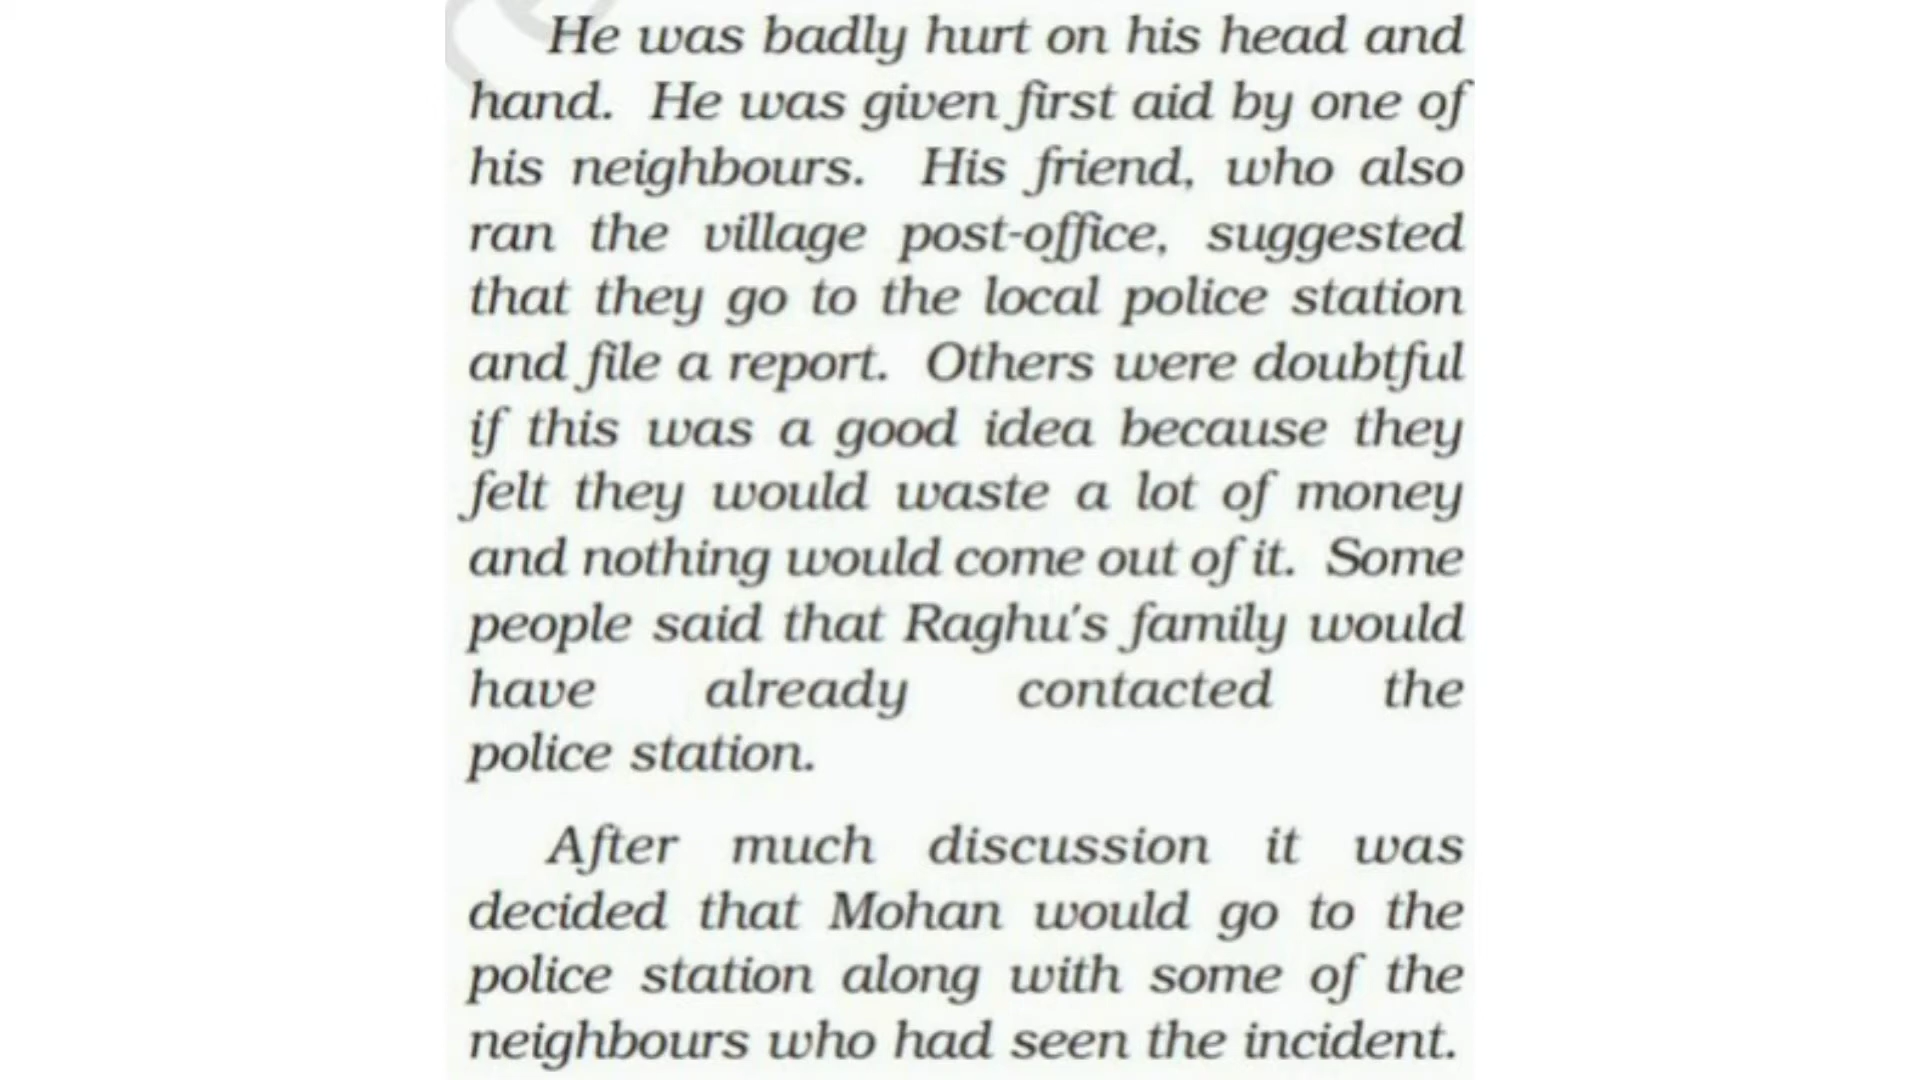 He was badly hurt on his head and
hand. He was given first aid by one of
his neighbours. His friend, who also
ran the village post-office, suggested
that they go to the local police station
and file a report. Others were doubtful
if this was a good idea because they
felt they would waste a lot of money
and nothing would come out of it. Some
people said that Raghu's family would
have already contacted the
police station.
After much discussion it was
decided that Mohan would go to the
police station along with some of the
neighbours who had seen the incident.